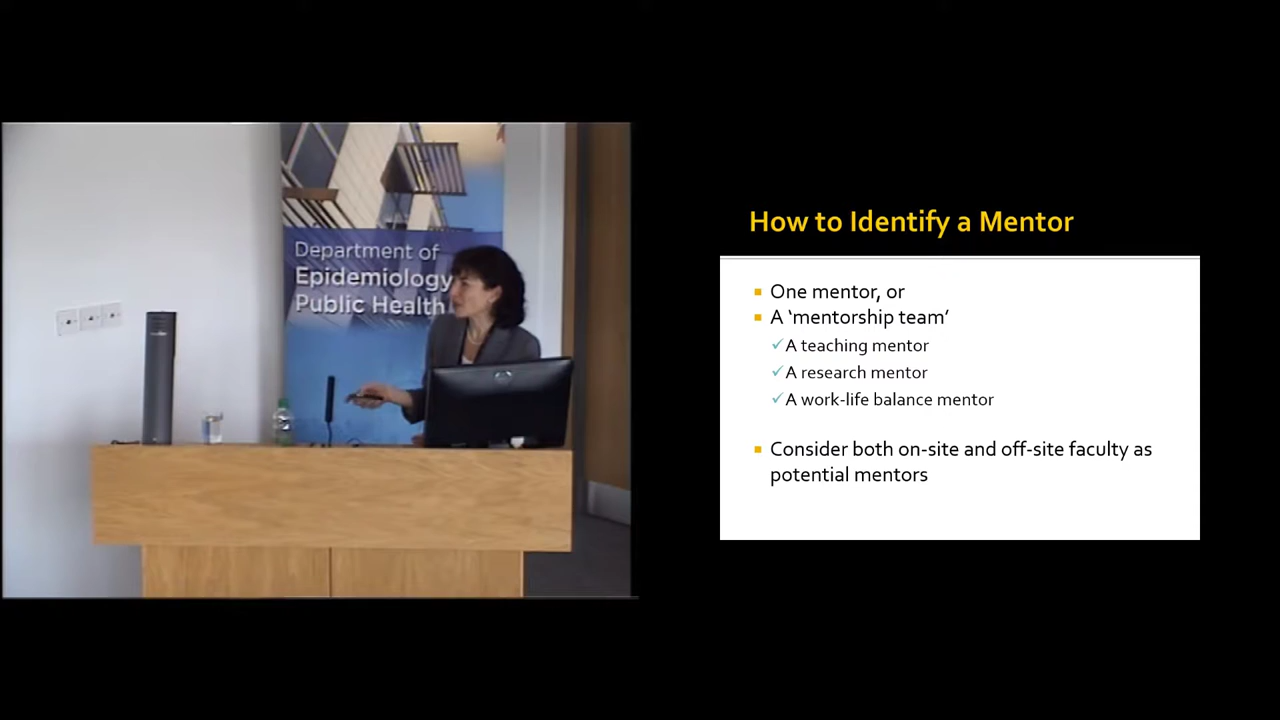 Department of
Epidemiology
Public Health
How to Identify a Mentor
One mentor, or
A ‘mentorship team’
A teaching mentor
A research mentor
A work-life balance mentor
Consider both on-site and off-site faculty as
potential mentors